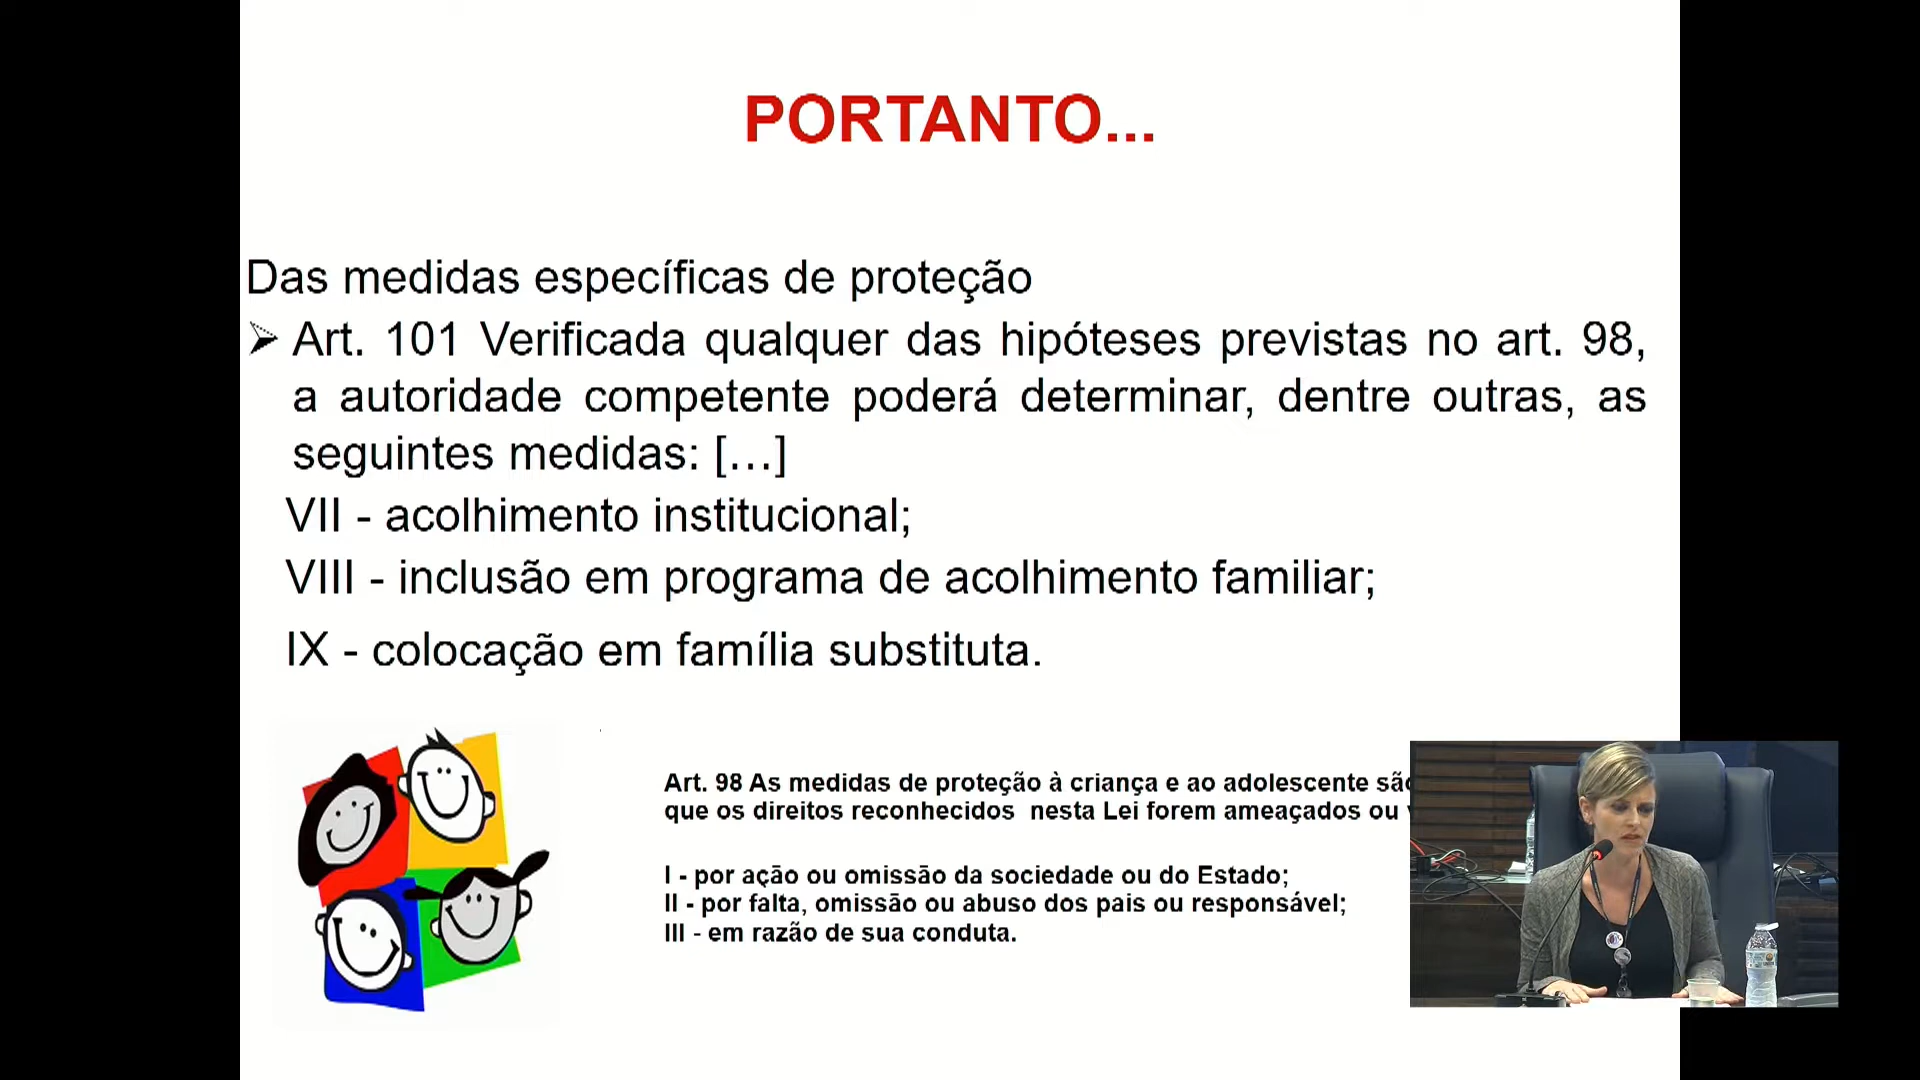 PORTANTO...
Das medidas específicas de proteção
Art. 101 Verificada qualquer das hipóteses previstas no art. 98,
a autoridade competente poderá determinar, dentre outras, as
seguintes medidas: [...]
VII - acolhimento institucional;
VIII - inclusão em programa de acolhimento familiar;
IX - colocação em família substituta.
Art. 98 As medidas de proteção à criança e ao adolescente
que os direitos reconhecidos nesta Lei forem ameaçados ou
I - por ação ou omissão da sociedade ou do Estado;
II - por falta, omissão ou abuso dos pais ou responsável;
III - em razão de sua conduta.